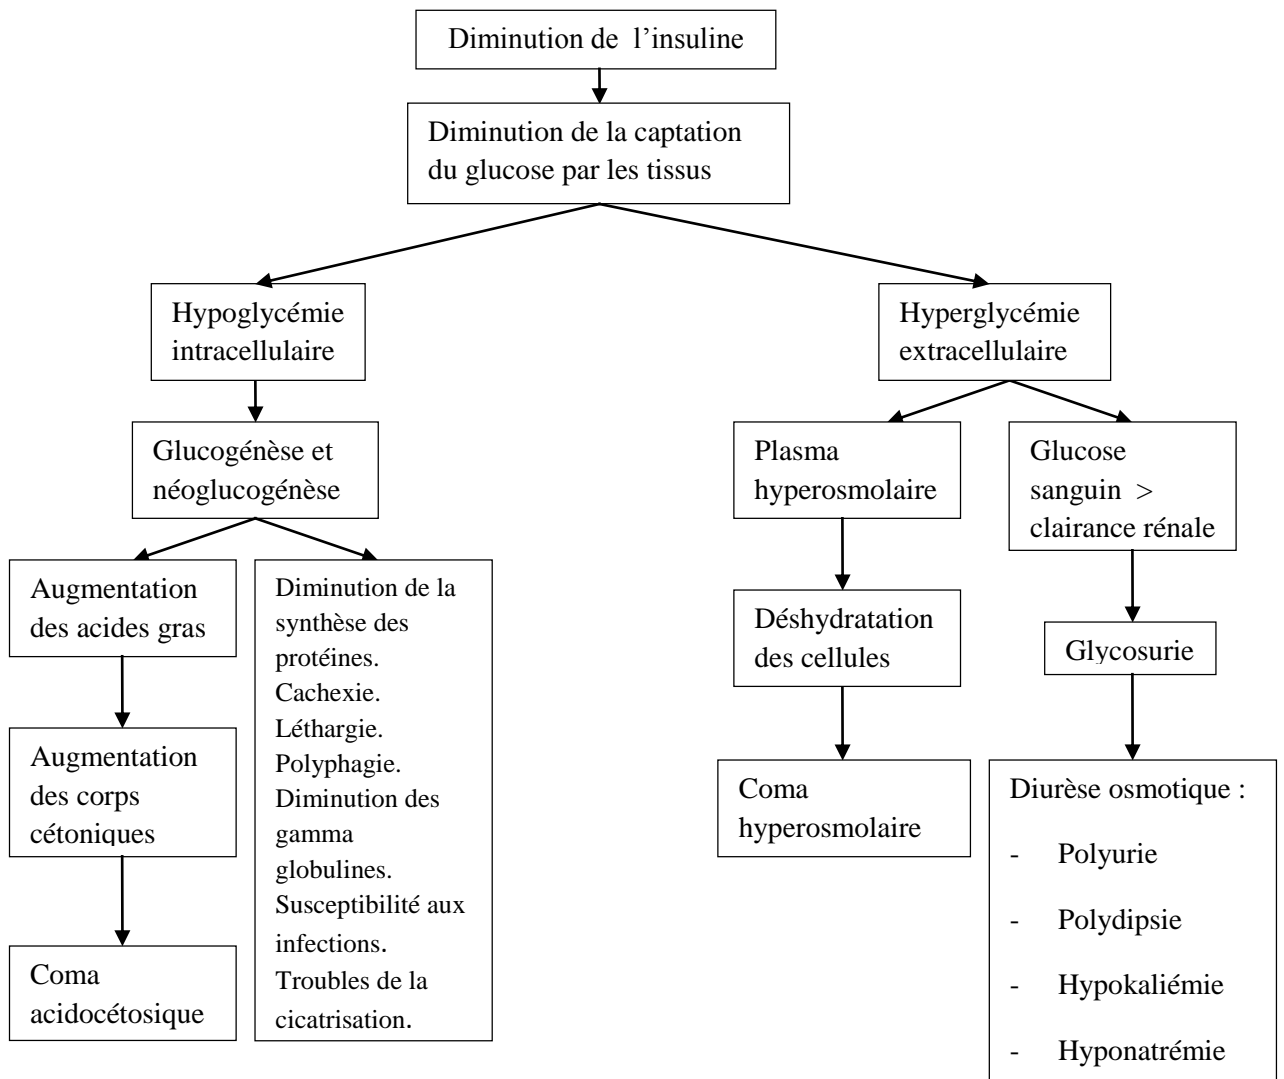 Diminution de l’insuline
Diminution de la captation
du glucose par les tissus
Hypoglycémie
intracellulaire
Hyperglycémie
extracellulaire
Glucogénèse et
néoglucogénèse
Plasma
hyperosmolaire
Glucose
sanguin >
clairance rénale
Augmentation
des acides gras
Diminution de la
synthèse des
protéines.
Cachexie.
Léthargie.
Polyphagie.
Diminution des
gamma
globulines.
Susceptibilité aux
infections.
Troubles de la
cicatrisation.
Déshydratation
des cellules
Glycosurie
Augmentation
des corps
cétoniques
Coma
hyperosmolaire
Diurèse osmotique :
- Polyurie
- Polydipsie
- Hypokaliémie
- Hyponatrémie
Coma
acidocétosique